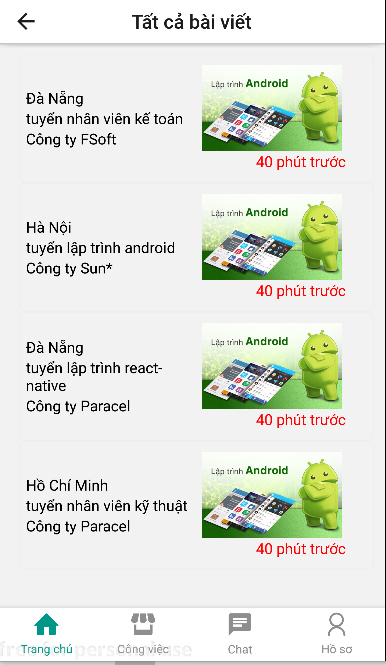 Tất cả bài viết
Đà Nẵng
tuyển nhân viên kế toán
Công ty FSoft
Lập trình Android
40 phút trước
Hà Nội
tuyển lập trình android
Công ty Sun*
Lập trình Android
40 phút trước
Đà Nẵng
tuyển lập trình react-
native
Công ty Paracel
Lập trình Android
40 phút trước
Hồ Chí Minh
tuyển nhân viên kỹ thuật
Công ty Paracel
Lập trình Android
40 phút trước
Trang chủ
Công việc
Chat
Hồ sơ